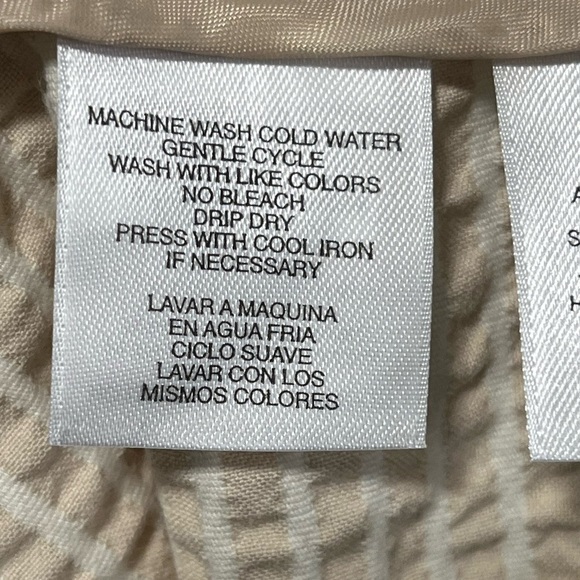 MACHINE WASH COLD WATER
GENTLE CYCLE
WASH WITH LIKE COLORS
NO BLEACH
DRIP DRY
PRESS WITH COOL IRON
IF NECESSARY
LAVAR A MAQUINA
EN AGUA FRIA
CICLO SUAVE
LAVAR CON LOS
MISMOS COLORES